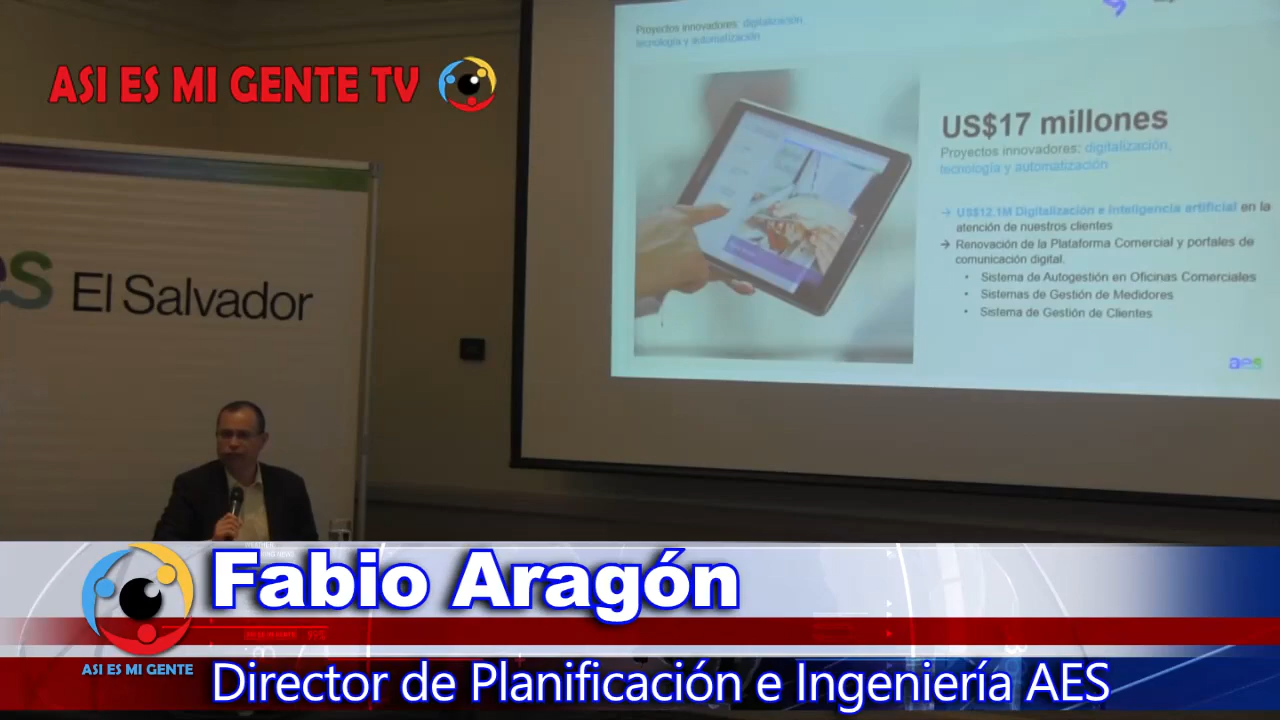 ASI ES MI GENTE TV
Proyectos innovadores: digitalización
tecnología y automatización
US$17 millones
Proyectos innovadores: digitalización,
tecnología y automatización
→ US$12.1M Digitalización e Inteligencia artificial en la
atención de nuestros clientes
→ Renovación de la Plataforma Comercial y portales de
comunicación digital.
• Sistema de Autogestión en Oficinas Comerciales
• Sistemas de Gestión de Medidores
• Sistema de Gestión de Clientes
aes
es El Salvador
Fabio Aragón
ASI ES MI GENTE
Director de Planificación e Ingeniería AES